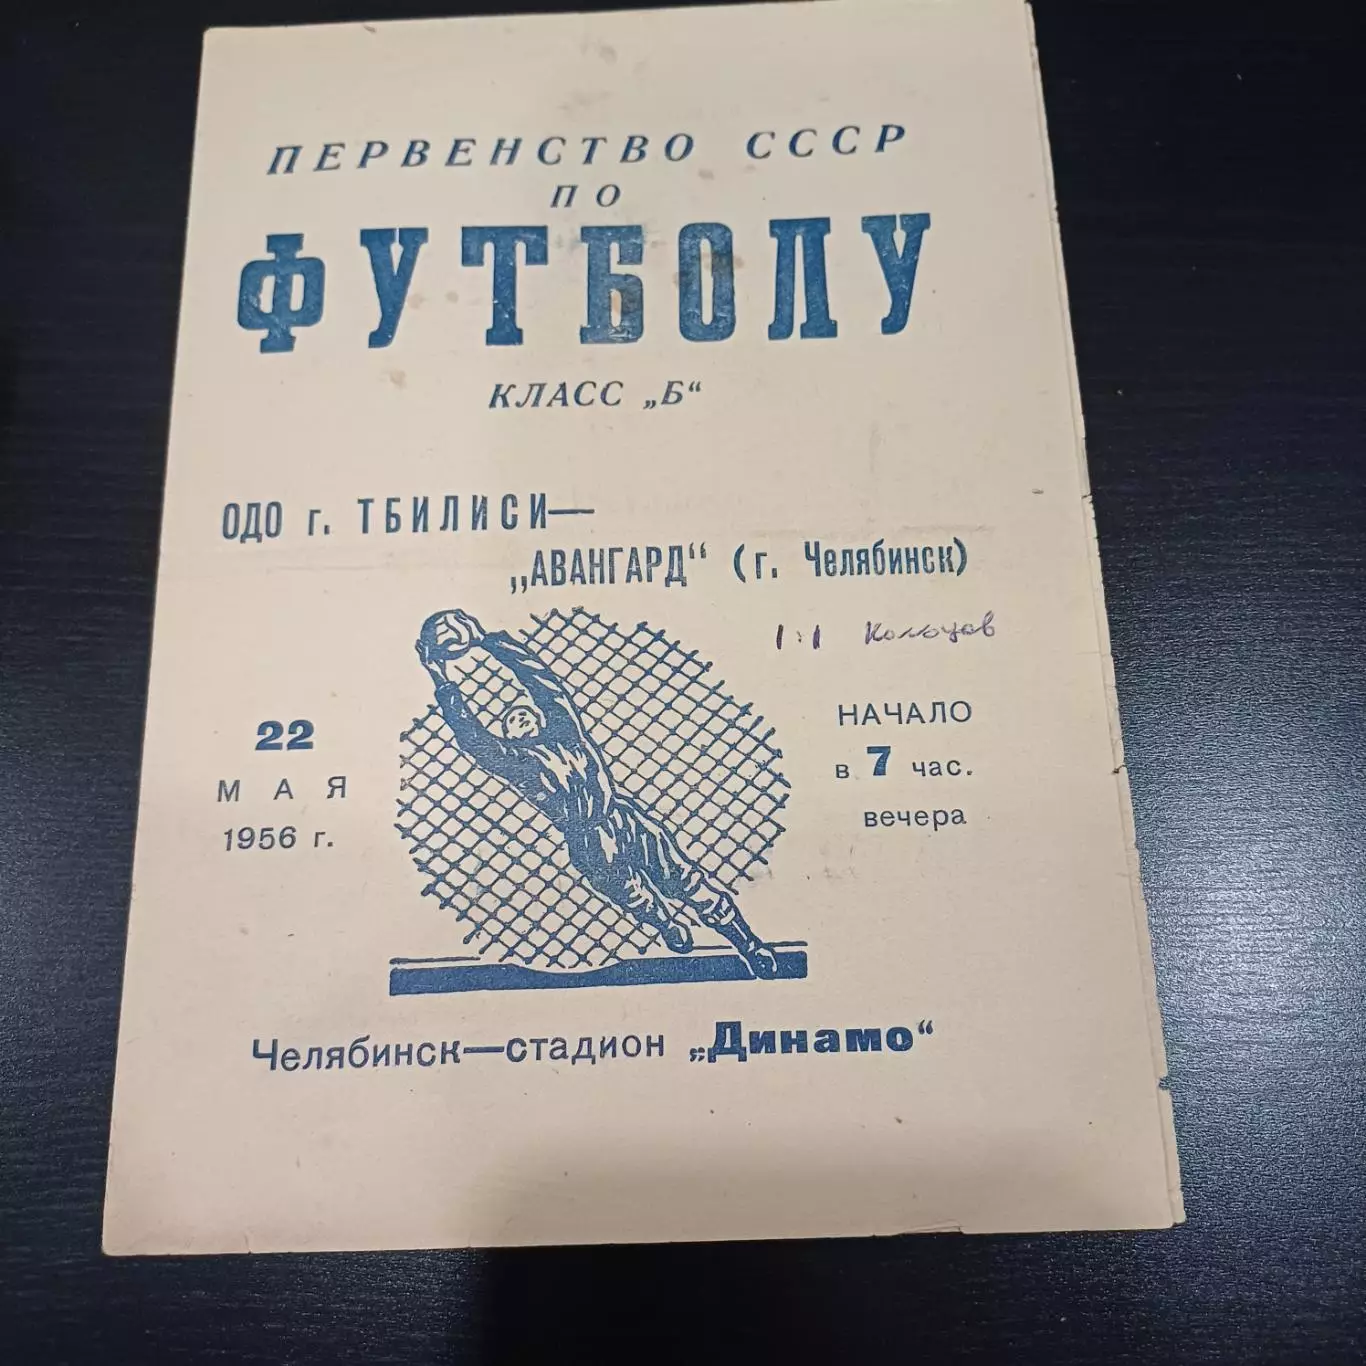 ПЕРВЕНСТВО СССР
ПО
ФУТБОЛУ
КЛАСС „Б“
ОДО г. ТБИЛИСИ—
„АВАНГАРД“ (г. Челябинск)
1:1 Кольцов
22
МАЯ
1956 г.
НАЧАЛО
в 7 час.
вечера
Челябинск—стадион „Динамо“